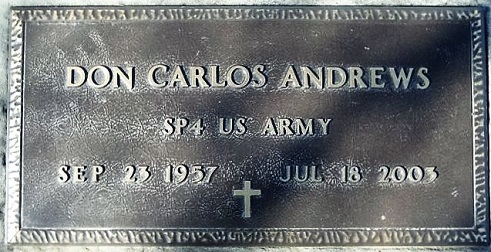 DON CARLOS ANDREWS
SP4 US ARMY
SEP 23 1957 JUL 18 2003